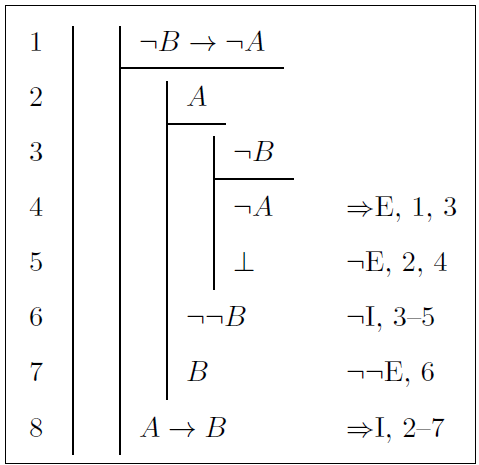 1 ¬B → ¬A
2 A
3 ¬B
4 ¬A ⇒E, 1, 3
5 ⊥ ¬E, 2, 4
6 ¬¬B ¬I, 3–5
7 B ¬¬E, 6
8 A → B ⇒I, 2–7